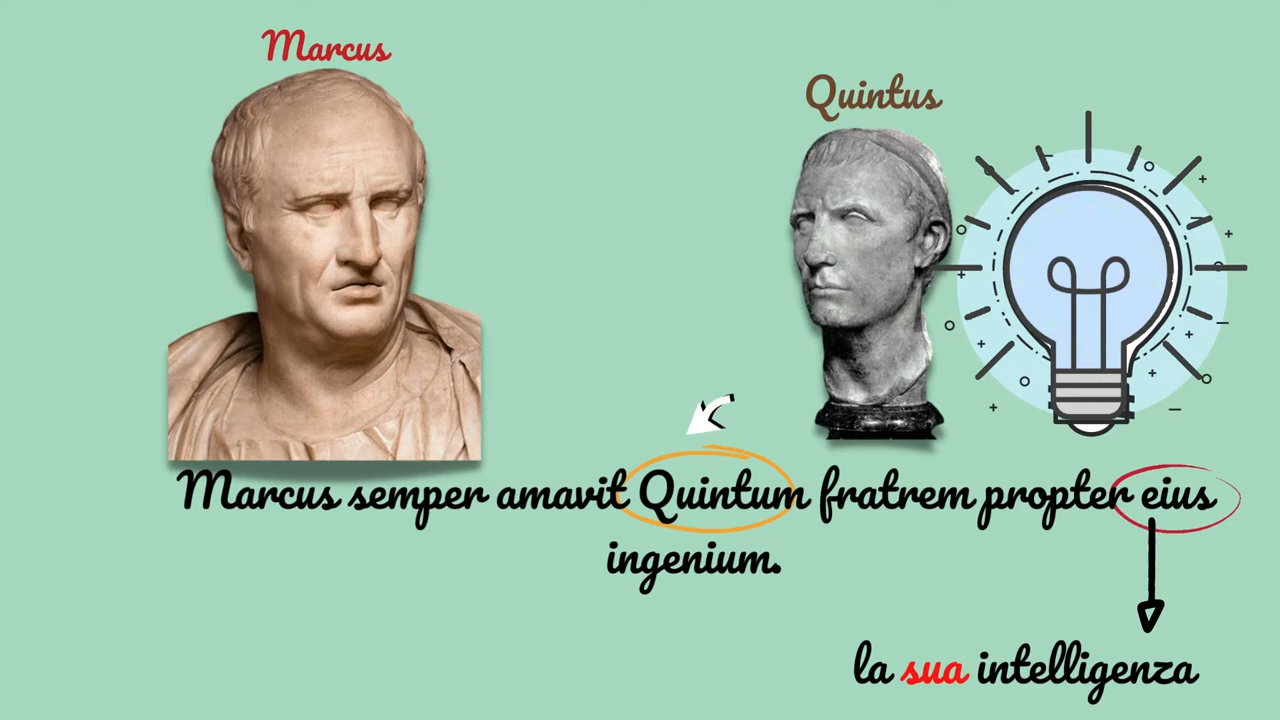 Marcus
Quintus
Marcus semper amavit Quintum fratrem propter eius
ingenium.
la sua intelligenza